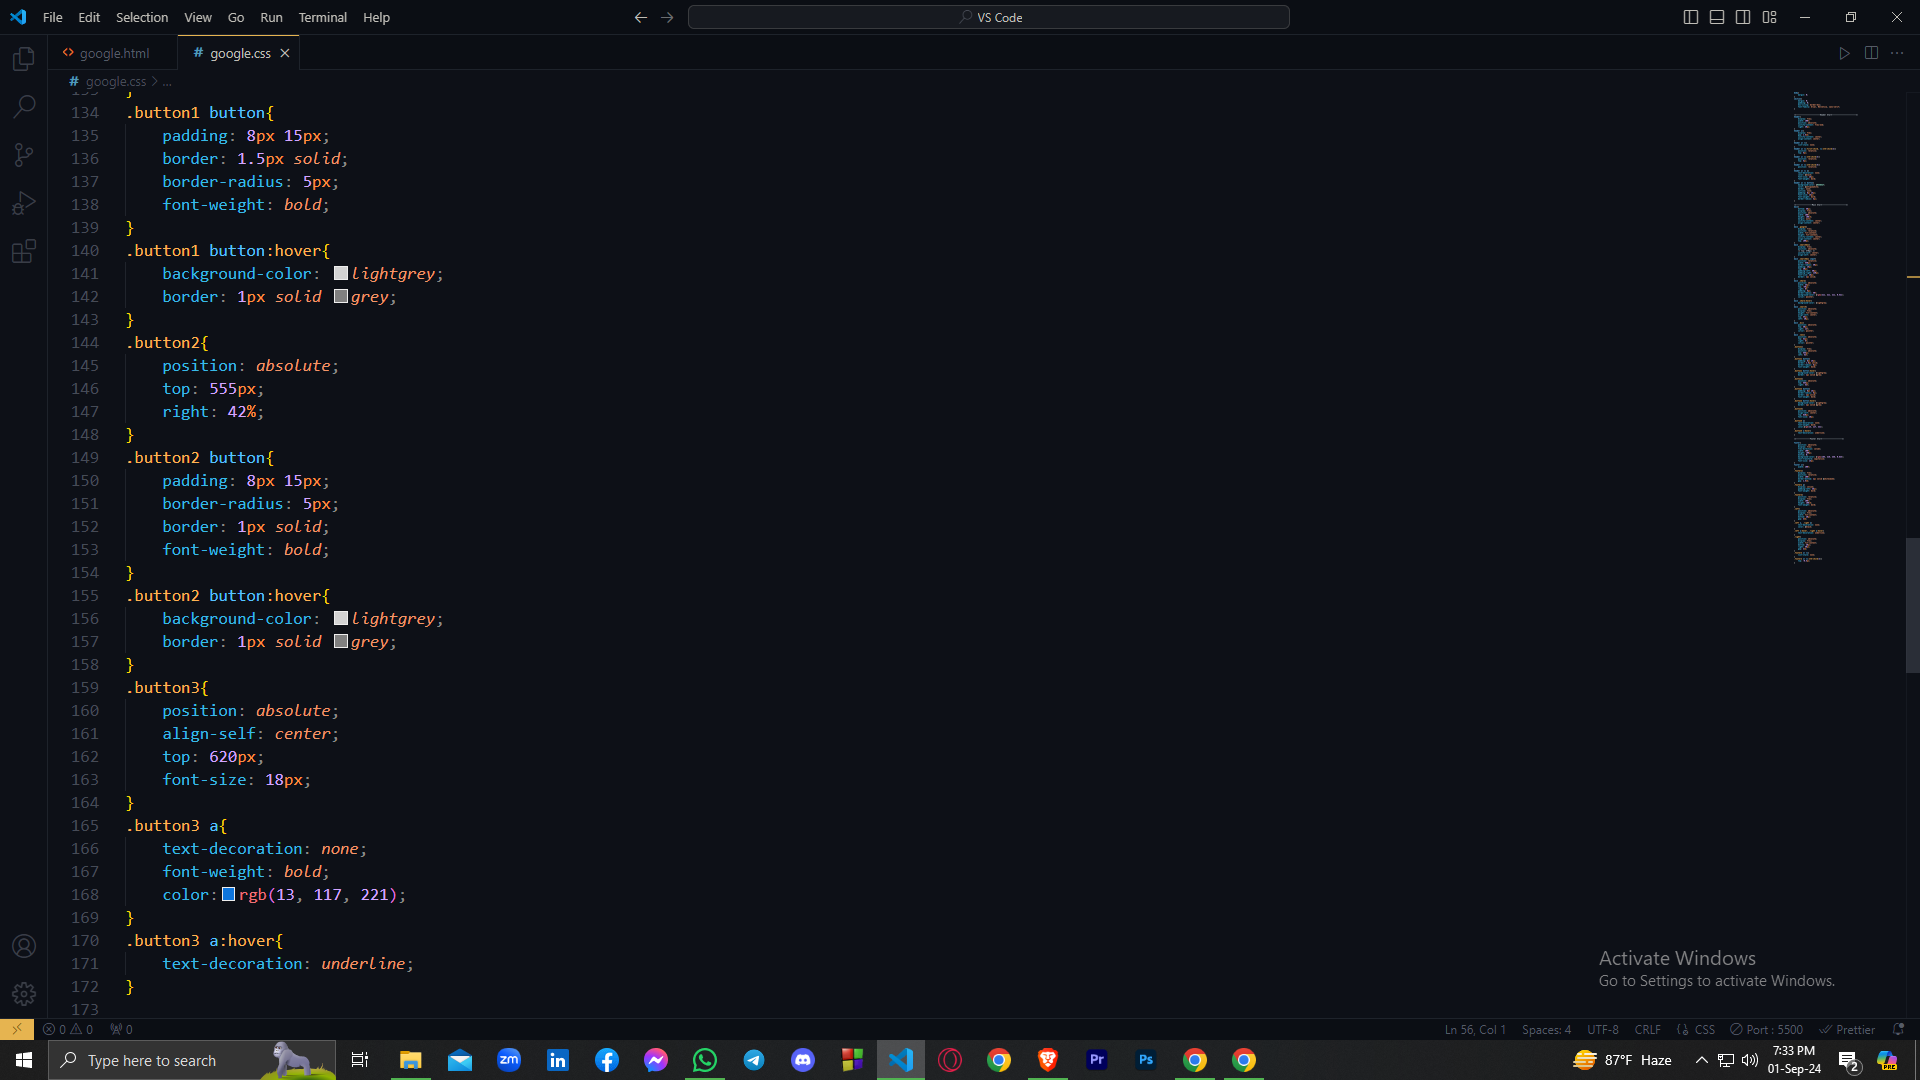 File Edit Selection View Go Run Terminal Help
VS Code
google.html
# google.css
# google.css > ...
134 .button1 button{
135 padding: 8px 15px;
136 border: 1.5px solid;
137 border-radius: 5px;
138 font-weight: bold;
139 }
140 .button1 button:hover{
141 background-color: lightgrey;
142 border: 1px solid grey;
143 }
144 .button2{
145 position: absolute;
146 top: 555px;
147 right: 42%;
148 }
149 .button2 button{
150 padding: 8px 15px;
151 border-radius: 5px;
152 border: 1px solid;
153 font-weight: bold;
154 }
155 .button2 button:hover{
156 background-color: lightgrey;
157 border: 1px solid grey;
158 }
159 .button3{
160 position: absolute;
161 align-self: center;
162 top: 620px;
163 font-size: 18px;
164 }
165 .button3 a{
166 text-decoration: none;
167 font-weight: bold;
168 color: rgb(13, 117, 221);
169 }
170 .button3 a:hover{
171 text-decoration: underline;
172 }
173
Activate Windows
Go to Settings to activate Windows.
0 0 0 Ln 56, Col 1 Spaces: 4 UTF-8 CRLF {} CSS Port : 5500 Prettier
Type here to search
zm
in
Pr
Ps
87°F Haze
7:33 PM
01-Sep-24
2
PRE